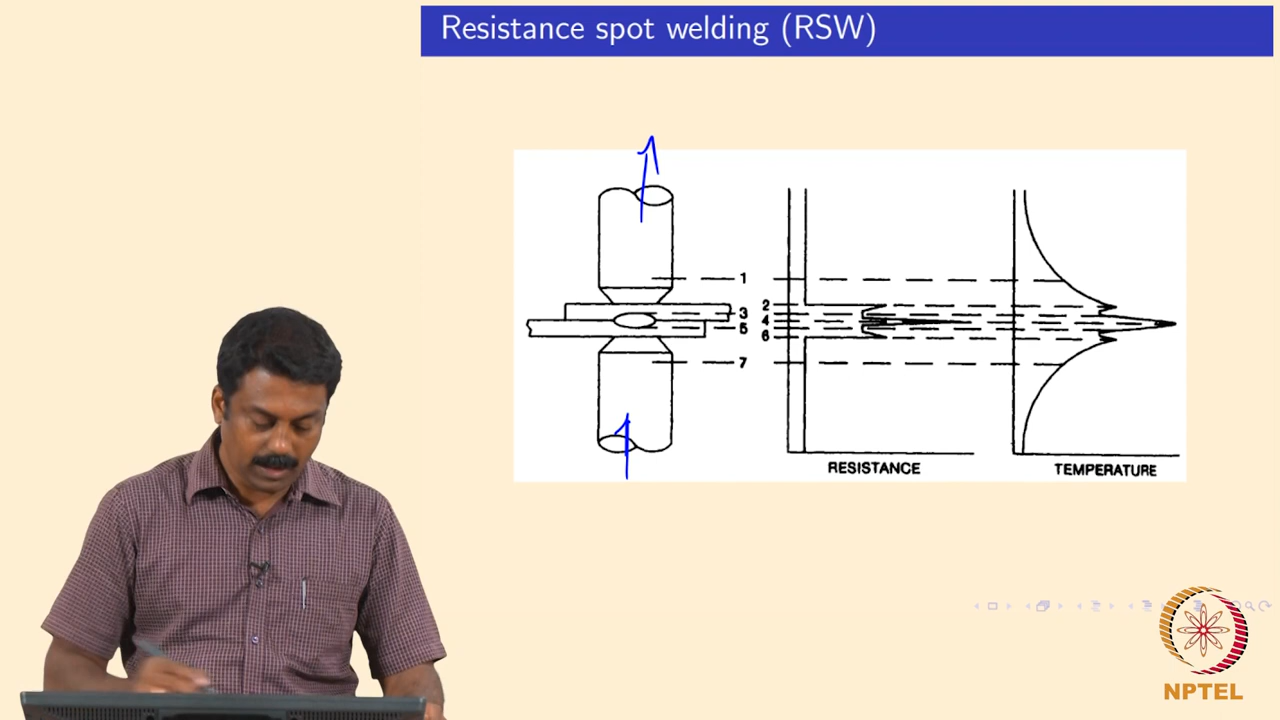 Resistance spot welding (RSW)
1
2
3
4
5
6
7
RESISTANCE
TEMPERATURE
NPTEL